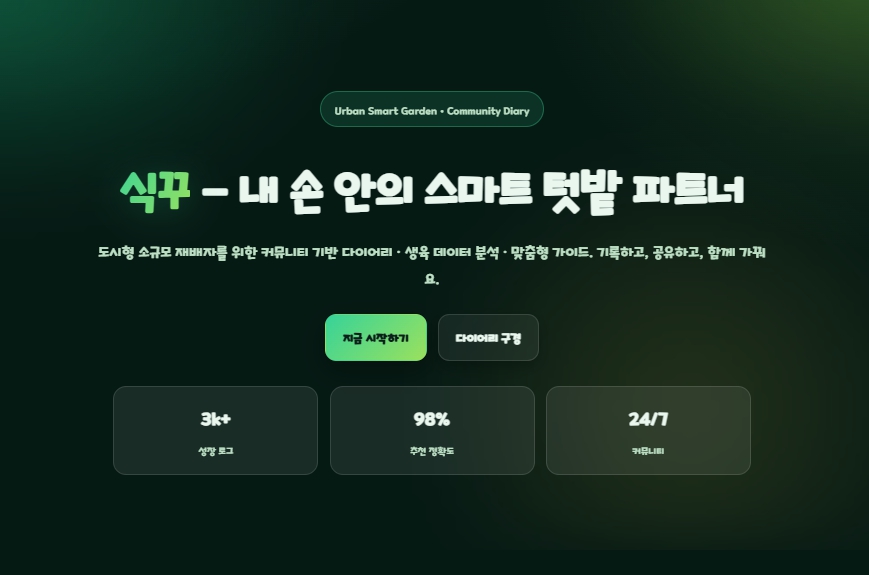 Urban Smart Garden • Community Diary
식꾸 – 내 손 안의 스마트 텃밭 파트너
도시형 소규모 재배자를 위한 커뮤니티 기반 다이어리 · 생육 데이터 분석 · 맞춤형 가이드. 기록하고, 공유하고, 함께 가꿔
요.
지금 시작하기
다이어리 구경
3k+
98%
24/7
성장 로그
추천 정확도
커뮤니티